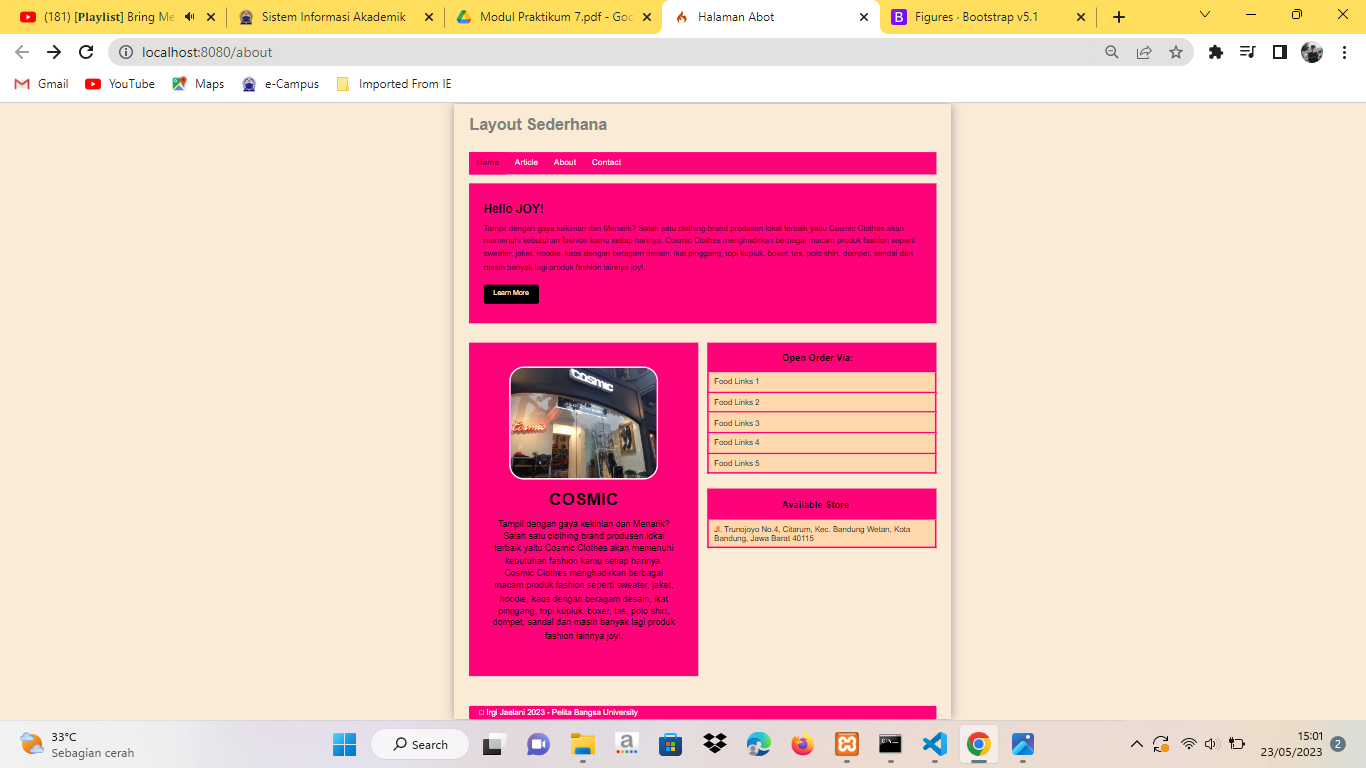 (181) [Playlist] Bring Me
Sistem Informasi Akademik
Modul Praktikum 7.pdf - Goo
Halaman Abot
Figures · Bootstrap v5.1
localhost:8080/about
Gmail
YouTube
Maps
e-Campus
Imported From IE
Layout Sederhana
Home Article About Contact
Hello JOY!
Tampil dengan gaya kekinian dan Menarik? Salah satu clothing brand produsen lokal terbaik yaitu Cosmic Clothes akan
memenuhi kebutuhan fashion kamu setiap harinya. Cosmic Clothes menghadirkan berbagai macam produk fashion seperti
sweater, jaket, hoodie, kaos dengan beragam desain, ikat pinggang, topi kupluk, boxer, tas, polo shirt, dompet, sandal dan
masih banyak lagi produk fashion lainnya joy!.
Learn More
COSMIC
Cosmic
COSMIC
Tampil dengan gaya kekinian dan Menarik?
Salah satu clothing brand produsen lokal
terbaik yaitu Cosmic Clothes akan memenuhi
kebutuhan fashion kamu setiap harinya.
Cosmic Clothes menghadirkan berbagai
macam produk fashion seperti sweater, jaket,
hoodie, kaos dengan beragam desain, ikat
pinggang, topi kupluk, boxer, tas, polo shirt,
dompet, sandal dan masih banyak lagi produk
fashion lainnya joy!.
Open Order Via:
Food Links 1
Food Links 2
Food Links 3
Food Links 4
Food Links 5
Available Store
Jl. Trunojoyo No.4, Citarum, Kec. Bandung Wetan, Kota
Bandung, Jawa Barat 40115
Irgi Jaelani 2023 - Pelita Bangsa University
33°C
Sebagian cerah
Search
15:01
23/05/2023
2